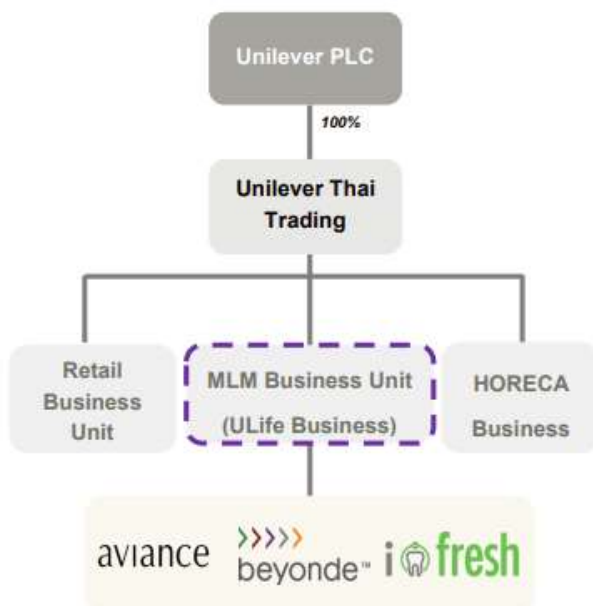 Unilever PLC
100%
Unilever Thai
Trading
Retail
Business
Unit
MLM Business Unit
(ULife Business)
HORECA
Business
aviance
beyonde™
i fresh